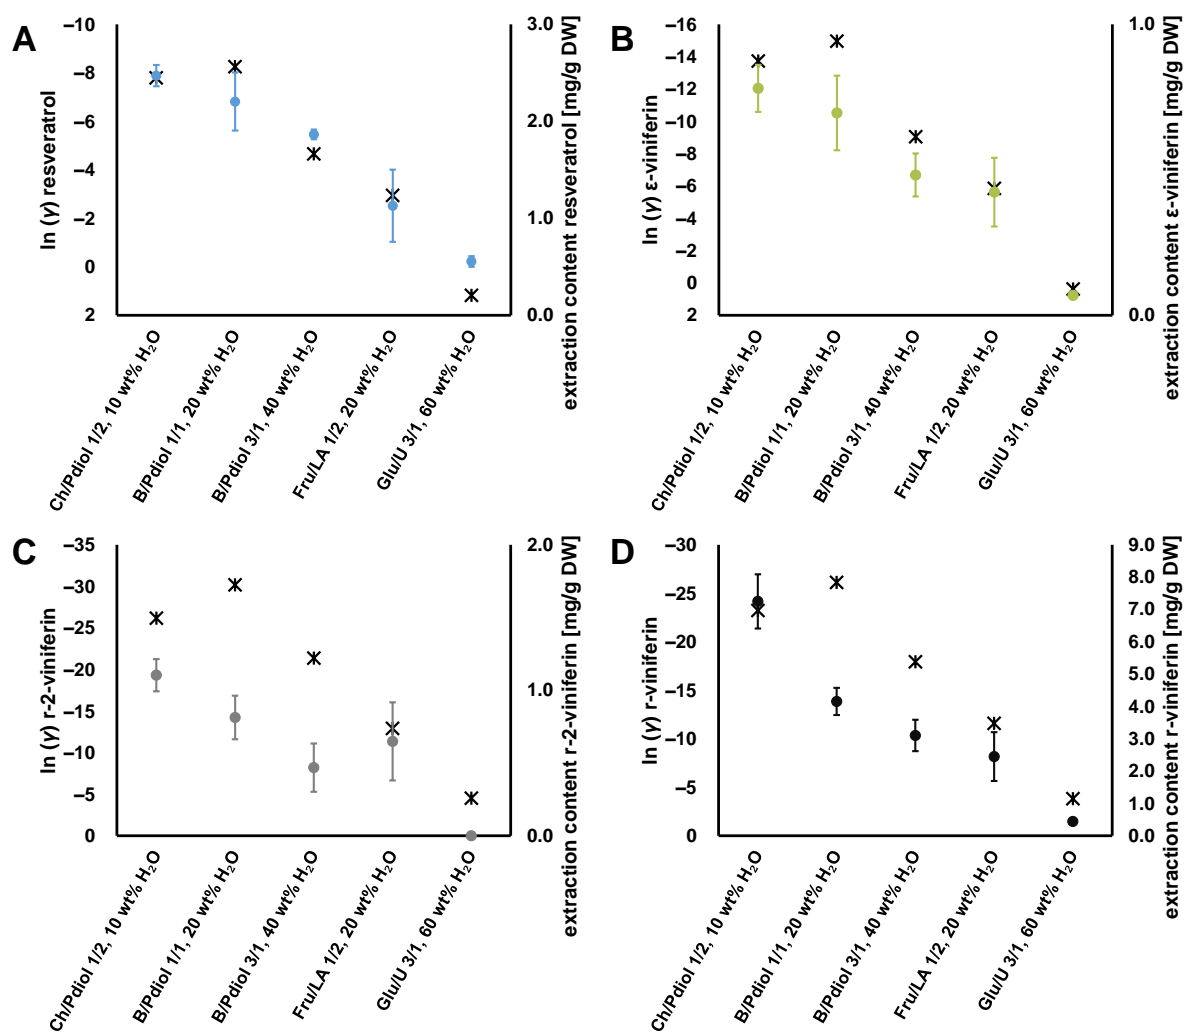 A
ln (γ) resveratrol
–10
–8
–6
–4
–2
0
2
3.0
2.0
1.0
0.0
extraction content resveratrol [mg/g DW]
Ch/Pdiol 1/2, 10 wt% H₂O
B/Pdiol 1/1, 20 wt% H₂O
B/Pdiol 3/1, 40 wt% H₂O
Fru/LA 1/2, 20 wt% H₂O
Glu/U 3/1, 60 wt% H₂O
B
ln (γ) ε-viniferin
–16
–14
–12
–10
–8
–6
–4
–2
0
2
1.0
0.0
extraction content ε-viniferin [mg/g DW]
Ch/Pdiol 1/2, 10 wt% H₂O
B/Pdiol 1/1, 20 wt% H₂O
B/Pdiol 3/1, 40 wt% H₂O
Fru/LA 1/2, 20 wt% H₂O
Glu/U 3/1, 60 wt% H₂O
C
ln (γ) r-2-viniferin
–35
–30
–25
–20
–15
–10
–5
0
2.0
1.0
0.0
extraction content r-2-viniferin [mg/g DW]
Ch/Pdiol 1/2, 10 wt% H₂O
B/Pdiol 1/1, 20 wt% H₂O
B/Pdiol 3/1, 40 wt% H₂O
Fru/LA 1/2, 20 wt% H₂O
Glu/U 3/1, 60 wt% H₂O
D
ln (γ) r-viniferin
–30
–25
–20
–15
–10
–5
0
9.0
8.0
7.0
6.0
5.0
4.0
3.0
2.0
1.0
0.0
extraction content r-viniferin [mg/g DW]
Ch/Pdiol 1/2, 10 wt% H₂O
B/Pdiol 1/1, 20 wt% H₂O
B/Pdiol 3/1, 40 wt% H₂O
Fru/LA 1/2, 20 wt% H₂O
Glu/U 3/1, 60 wt% H₂O